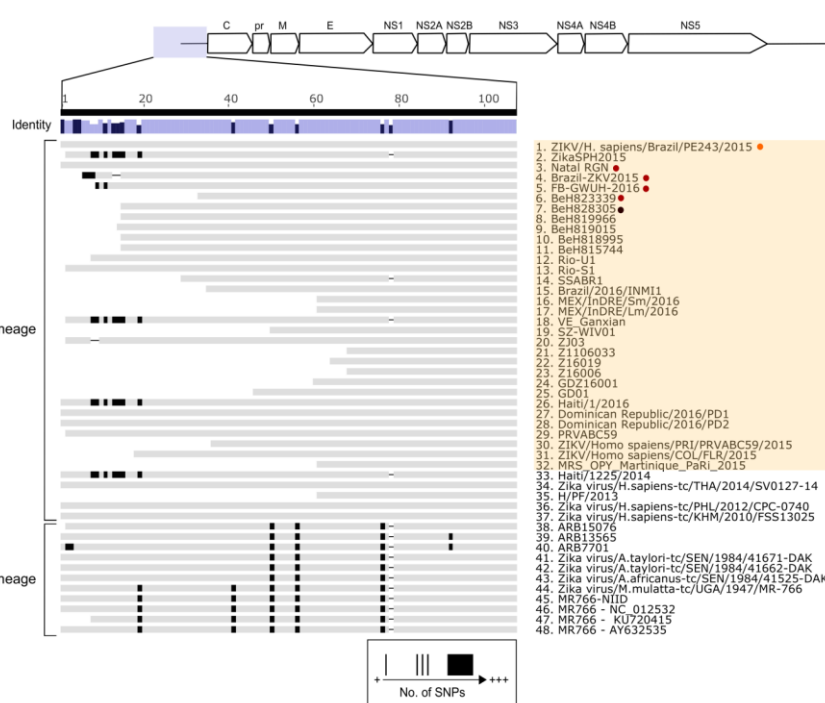 C pr M E NS1 NS2A NS2B NS3 NS4A NS4B NS5
1 20 40 60 80 100
Identity
1. ZIKV/H. sapiens/Brazil/PE243/2015
2. ZikaSPH2015
3. Natal RGN
4. Brazil-ZKV2015
5. FB-GWUH-2016
6. BeH823339
7. BeH828305
8. BeH819966
9. BeH819015
10. BeH818995
11. BeH815744
12. Rio-U1
13. Rio-S1
14. SSABR1
15. Brazil/2016/INMI1
16. MEX/InDRE/Sm/2016
17. MEX/InDRE/Lm/2016
18. VE_Ganxian
19. SZ-WIV01
20. ZJ03
21. Z1106033
22. Z16019
23. Z16006
24. GDZ16001
25. GD01
26. Haiti/1/2016
27. Dominican Republic/2016/PD1
28. Dominican Republic/2016/PD2
29. PRVABC59
30. ZIKV/Homo spaiens/PRI/PRVABC59/2015
31. ZIKV/Homo spaiens/COL/FLR/2015
32. MRS_OPY_Martinique_PaRi_2015
33. Haiti/1225/2014
34. Zika virus/H.sapiens-tc/THA/2014/SV0127-14
35. H/PF/2013
36. Zika virus/H.sapiens-tc/PHL/2012/CPC-0740
37. Zika virus/H.sapiens-tc/KHM/2010/FSS13025
38. ARB15076
39. ARB13565
40. ARB7701
41. Zika virus/A.taylori-tc/SEN/1984/41671-DAK
42. Zika virus/A.taylori-tc/SEN/1984/41662-DAK
43. Zika virus/A.africanus-tc/SEN/1984/41525-DAK
44. Zika virus/M.mulatta-tc/UGA/1947/MR-766
45. MR766-NIID
46. MR766 - NC_012532
47. MR766 - KU720415
48. MR766 - AY632535
neage
neage
+ +++
No. of SNPs